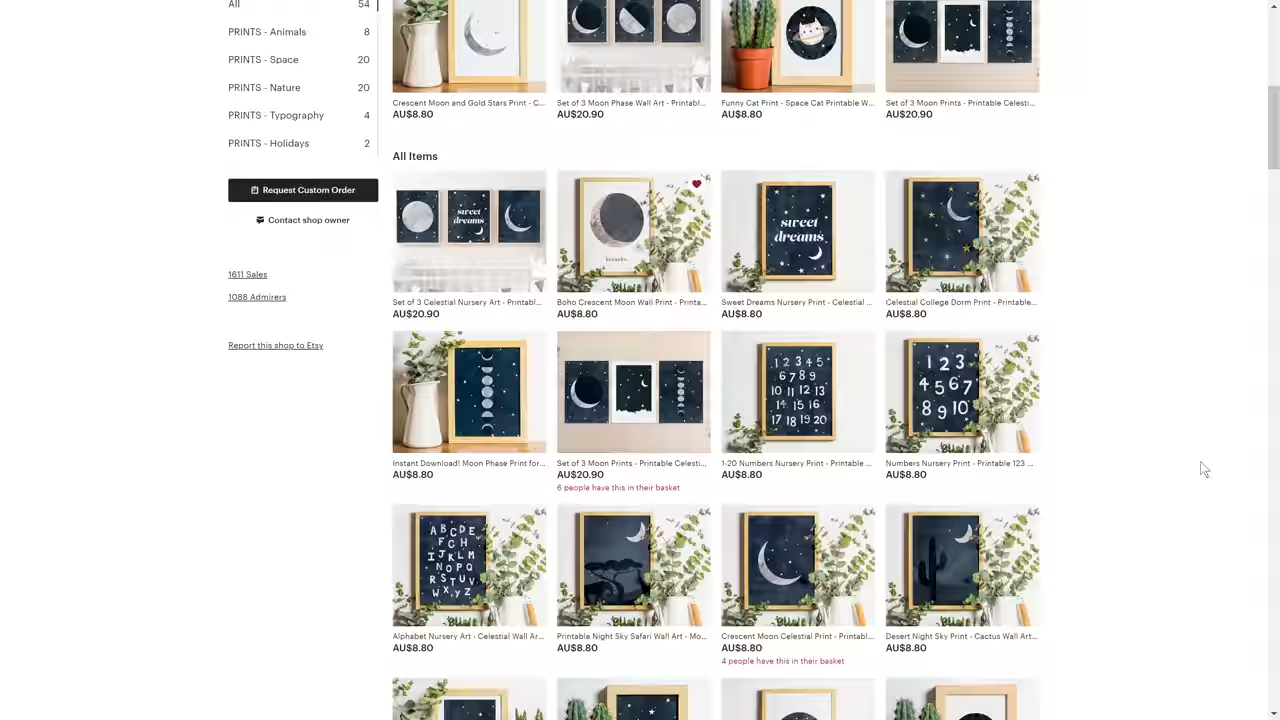 All 54
PRINTS - Animals 8
PRINTS - Space 20
PRINTS - Nature 20
PRINTS - Typography 4
PRINTS - Holidays 2
Request Custom Order
Contact shop owner
1611 Sales
1088 Admirers
Report this shop to Etsy
Crescent Moon and Gold Stars Print - C...
AU$8.80
Set of 3 Moon Phase Wall Art - Printabl...
AU$20.90
Funny Cat Print - Space Cat Printable W...
AU$8.80
Set of 3 Moon Prints - Printable Celesti...
AU$20.90
All Items
sweet
dreams
Set of 3 Celestial Nursery Art - Printabl...
AU$20.90
Boho Crescent Moon Wall Print - Printa...
AU$8.80
sweet
dreams
Sweet Dreams Nursery Print - Celestial ...
AU$8.80
Celestial College Dorm Print - Printable...
AU$8.80
Instant Download! Moon Phase Print for...
AU$8.80
Set of 3 Moon Prints - Printable Celesti...
AU$20.90
6 people have this in their basket
1 2 3 4 5
6 7 8 9
10 11 12 13
14 15 16
17 18 19 20
1-20 Numbers Nursery Print - Printable ...
AU$8.80
1 2 3
4 5 6 7
8 9 10
Numbers Nursery Print - Printable 123 ...
AU$8.80
A B C D E
F G H
I J K L M
N O P Q
R S T U V
W X Y Z
Alphabet Nursery Art - Celestial Wall Ar...
AU$8.80
Printable Night Sky Safari Wall Art - Mo...
AU$8.80
Crescent Moon Celestial Print - Printabl...
AU$8.80
4 people have this in their basket
Desert Night Sky Print - Cactus Wall Art...
AU$8.80